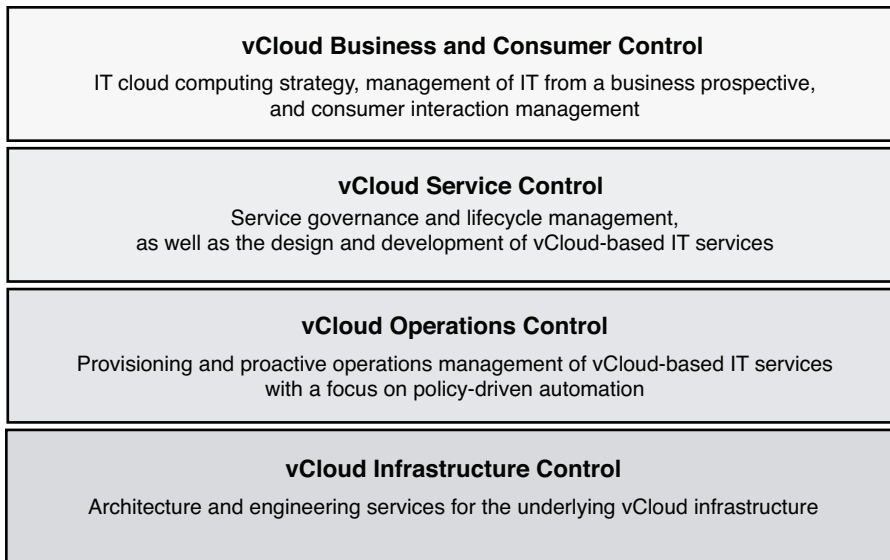 vCloud Business and Consumer Control
IT cloud computing strategy, management of IT from a business prospective,
and consumer interaction management
vCloud Service Control
Service governance and lifecycle management,
as well as the design and development of vCloud-based IT services
vCloud Operations Control
Provisioning and proactive operations management of vCloud-based IT services
with a focus on policy-driven automation
vCloud Infrastructure Control
Architecture and engineering services for the underlying vCloud infrastructure